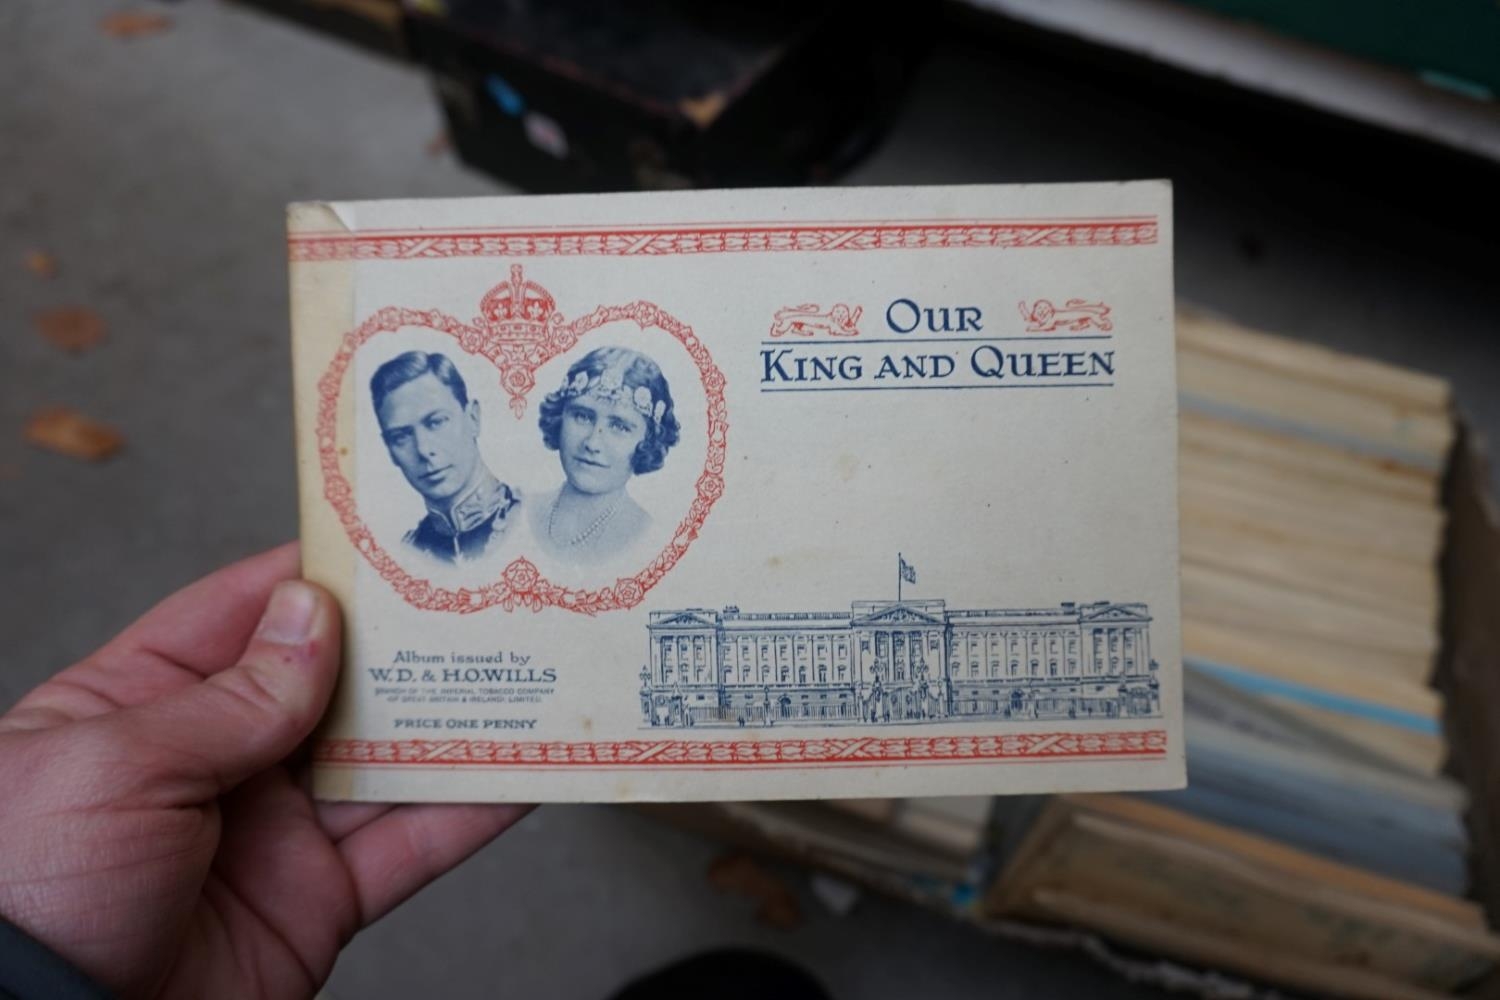 OUR
KING AND QUEEN
Album issued by
W.D. & H.O. WILLS
BRANCH OF THE IMPERIAL TOBACCO COMPANY
(OF GREAT BRITAIN & IRELAND), LIMITED.
PRICE ONE PENNY